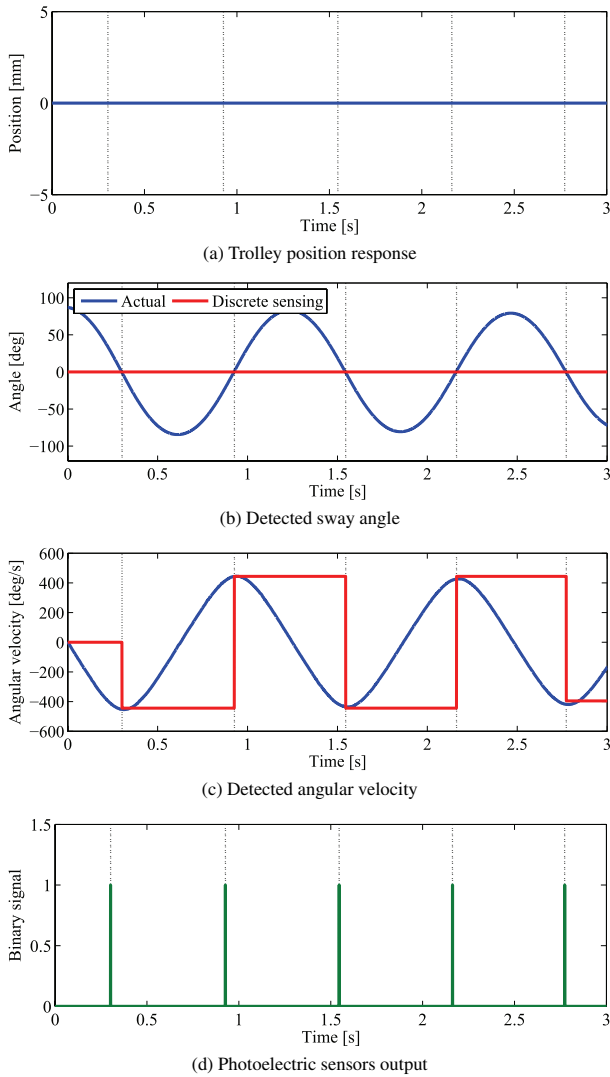 5
0
−5
Position [mm]
0 0.5 1 1.5 2 2.5 3
Time [s]
(a) Trolley position response
Actual Discrete sensing
100
50
0
−50
−100
Angle [deg]
0 0.5 1 1.5 2 2.5 3
Time [s]
(b) Detected sway angle
600
400
200
0
−200
−400
−600
Angular velocity [deg/s]
0 0.5 1 1.5 2 2.5 3
Time [s]
(c) Detected angular velocity
1.5
1
0.5
0
Binary signal
0 0.5 1 1.5 2 2.5 3
Time [s]
(d) Photoelectric sensors output